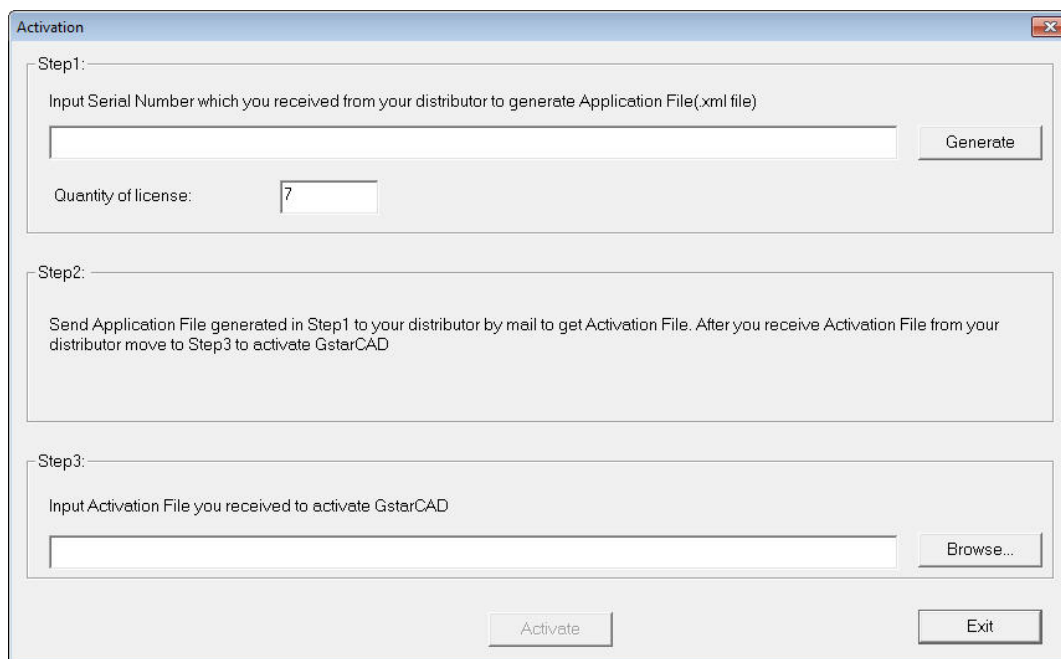 Activation
Step1:
Input Serial Number which you received from your distributor to generate Application File(.xml file)
Generate
Quantity of license:
7
Step2:
Send Application File generated in Step1 to your distributor by mail to get Activation File. After you receive Activation File from your
distributor move to Step3 to activate GstarCAD
Step3:
Input Activation File you received to activate GstarCAD
Browse...
Activate
Exit